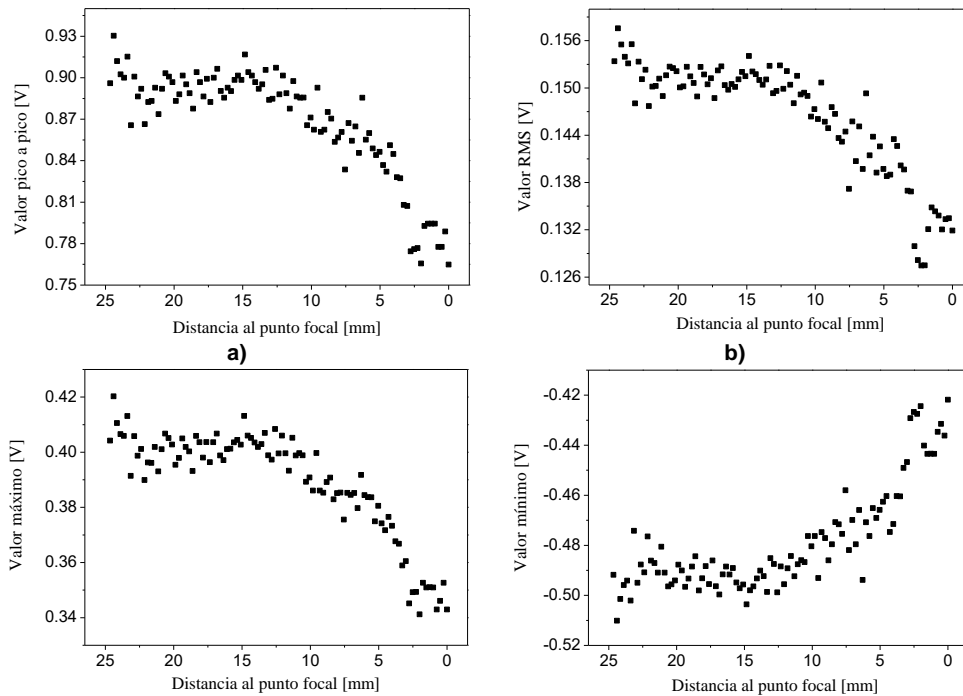 Valor pico a pico [V]
0.93
0.90
0.87
0.84
0.81
0.78
0.75
25 20 15 10 5 0
Distancia al punto focal [mm]
a)
Valor RMS [V]
0.156
0.150
0.144
0.138
0.132
0.126
25 20 15 10 5 0
Distancia al punto focal [mm]
b)
Valor máximo [V]
0.42
0.40
0.38
0.36
0.34
25 20 15 10 5 0
Distancia al punto focal [mm]
Valor mínimo [V]
-0.42
-0.44
-0.46
-0.48
-0.50
-0.52
25 20 15 10 5 0
Distancia al punto focal [mm]